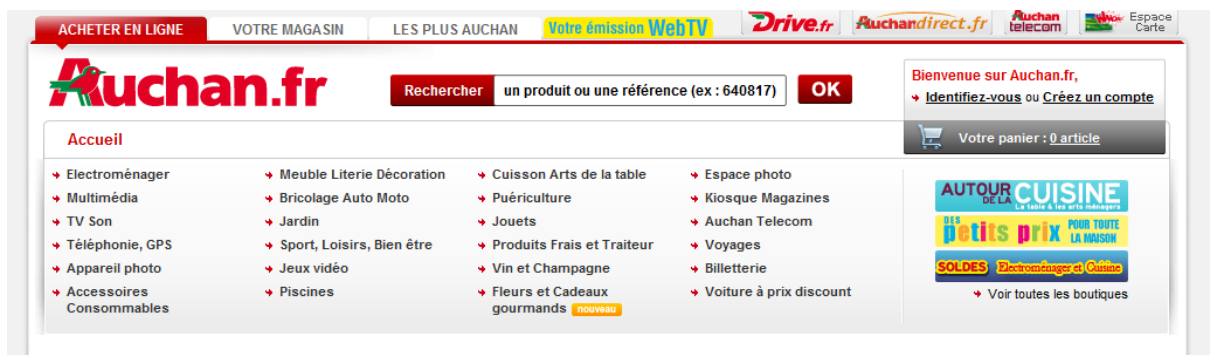 ACHETER EN LIGNE VOTRE MAGASIN LES PLUS AUCHAN Votre émission WebTV Drive.fr Auchandirect.fr Auchan telecom Espace Carte
Auchan.fr
Rechercher un produit ou une référence (ex : 640817) OK
Bienvenue sur Auchan.fr,
Identifiez-vous ou Créez un compte
Votre panier : 0 article
Accueil
Electroménager
Multimédia
TV Son
Téléphonie, GPS
Appareil photo
Accessoires
Consommables
Meuble Literie Décoration
Bricolage Auto Moto
Jardin
Sport, Loisirs, Bien être
Jeux vidéo
Piscines
Cuisson Arts de la table
Puériculture
Jouets
Produits Frais et Traiteur
Vin et Champagne
Fleurs et Cadeaux
gourmands nouveau
Espace photo
Kiosque Magazines
Auchan Telecom
Voyages
Billetterie
Voiture à prix discount
AUTOUR DE LA CUISINE
La table & les arts ménagers
DES petits prix POUR TOUTE LA MAISON
SOLDES Electroménager et Cuisine
Voir toutes les boutiques